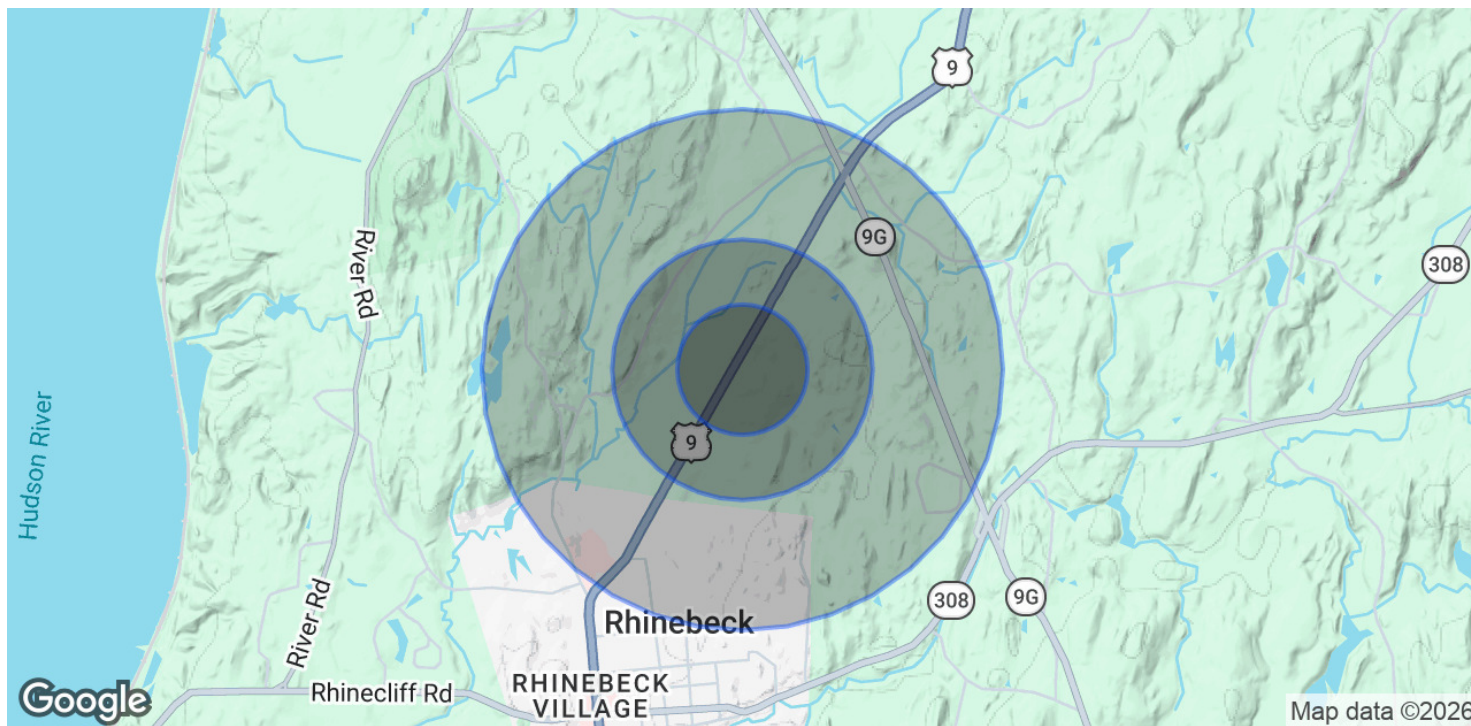 9
9G
308
River Rd
Hudson River
9
308
9G
River Rd
Rhinebeck
Rhinecliff Rd
RHINEBECK
VILLAGE
Google
Map data ©2026